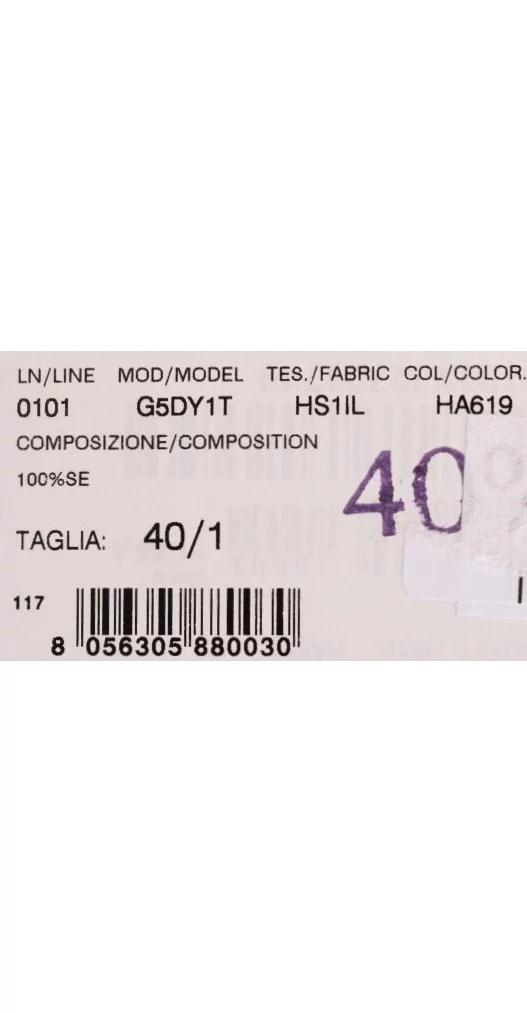 LN/LINE MOD/MODEL TES./FABRIC COL/COLOR.
0101 G5DY1T HS1IL HA619
COMPOSIZIONE/COMPOSITION
100%SE
40
TAGLIA: 40/1
117
8 056305 880030